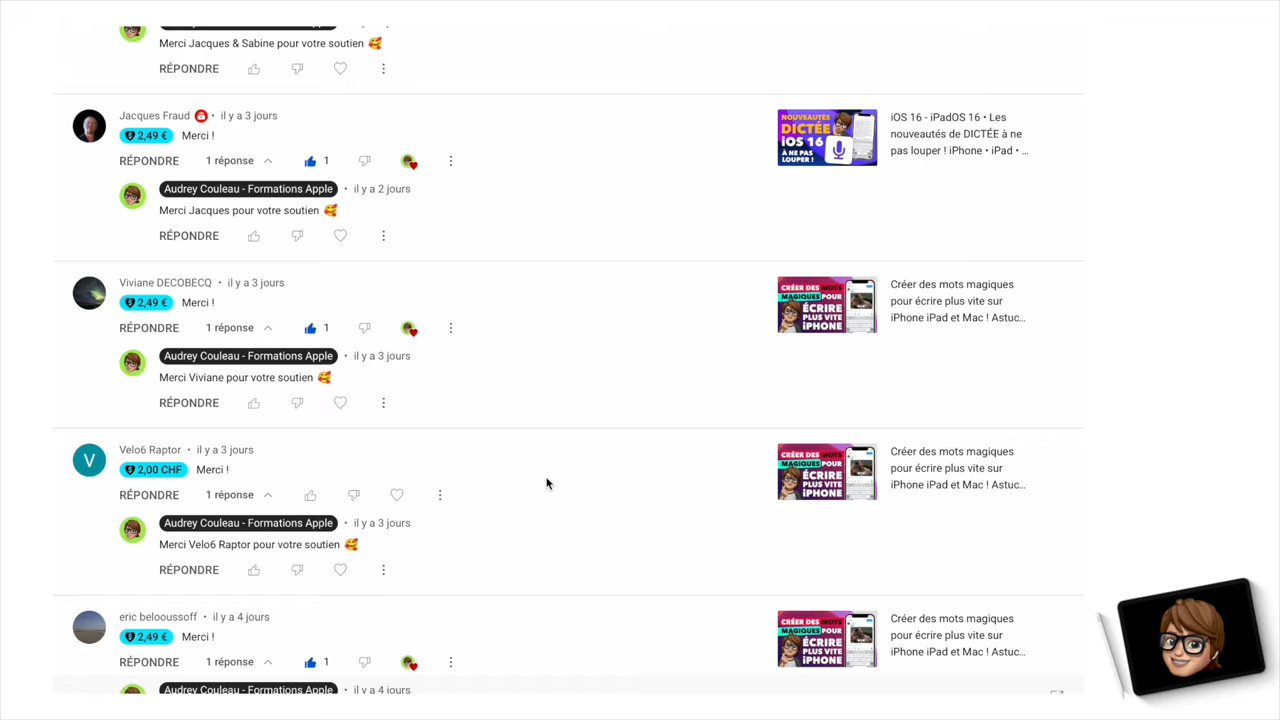 Merci Jacques & Sabine pour votre soutien 🥰
RÉPONDRE
Jacques Fraud • il y a 3 jours
2,49 € Merci !
RÉPONDRE 1 réponse 1
Audrey Couleau - Formations Apple • il y a 2 jours
Merci Jacques pour votre soutien 🥰
RÉPONDRE
NOUVEAUTÉS
DICTÉE
iOS 16
À NE PAS
LOUPER !
iOS 16 - iPadOS 16 • Les
nouveautés de DICTÉE à ne
pas louper ! iPhone • iPad • ...
Viviane DECOBECQ • il y a 3 jours
2,49 € Merci !
RÉPONDRE 1 réponse 1
Audrey Couleau - Formations Apple • il y a 3 jours
Merci Viviane pour votre soutien 🥰
RÉPONDRE
CRÉER DES MOTS
MAGIQUES POUR
ÉCRIRE
PLUS VITE
iPHONE
Créer des mots magiques
pour écrire plus vite sur
iPhone iPad et Mac ! Astuc...
V
Velo6 Raptor • il y a 3 jours
2,00 CHF Merci !
RÉPONDRE 1 réponse
Audrey Couleau - Formations Apple • il y a 3 jours
Merci Velo6 Raptor pour votre soutien 🥰
RÉPONDRE
CRÉER DES MOTS
MAGIQUES POUR
ÉCRIRE
PLUS VITE
iPHONE
Créer des mots magiques
pour écrire plus vite sur
iPhone iPad et Mac ! Astuc...
eric belooussoff • il y a 4 jours
2,49 € Merci !
RÉPONDRE 1 réponse 1
Audrey Couleau - Formations Apple • il y a 4 jours
CRÉER DES MOTS
MAGIQUES POUR
ÉCRIRE
PLUS VITE
iPHONE
Créer des mots magiques
pour écrire plus vite sur
iPhone iPad et Mac ! Astuc...